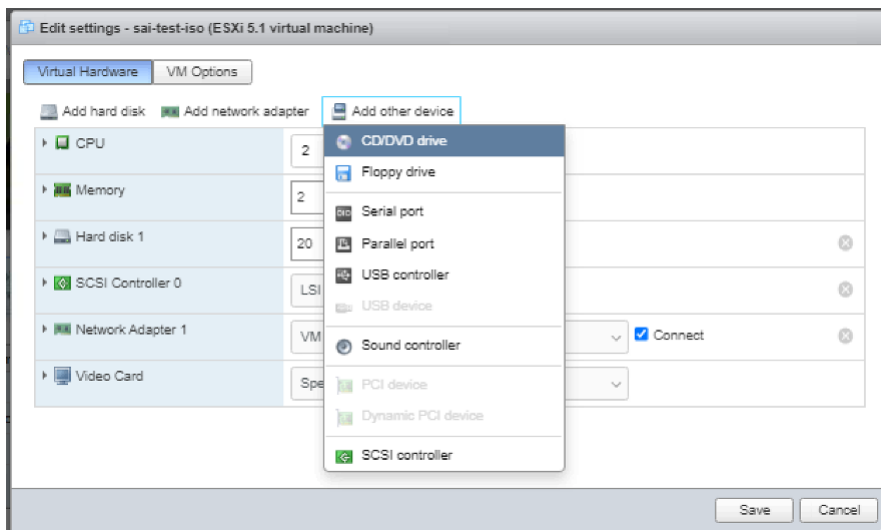 Edit settings - sai-test-iso (ESXi 5.1 virtual machine)
Virtual Hardware VM Options
Add hard disk Add network adapter Add other device
CPU 2
Memory 2
Hard disk 1 20
SCSI Controller 0 LSI
Network Adapter 1 VM Connect
Video Card Spe
CD/DVD drive
Floppy drive
Serial port
Parallel port
USB controller
USB device
Sound controller
PCI device
Dynamic PCI device
SCSI controller
Save Cancel